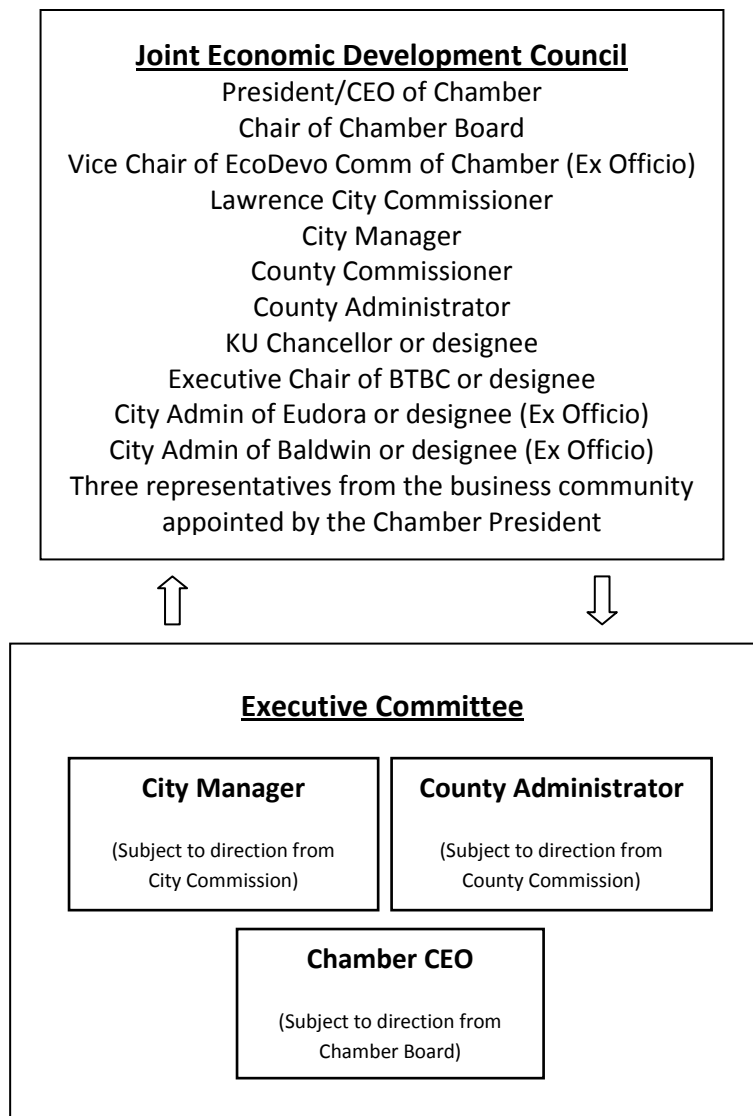 Joint Economic Development Council
President/CEO of Chamber
Chair of Chamber Board
Vice Chair of EcoDevo Comm of Chamber (Ex Officio)
Lawrence City Commissioner
City Manager
County Commissioner
County Administrator
KU Chancellor or designee
Executive Chair of BTBC or designee
City Admin of Eudora or designee (Ex Officio)
City Admin of Baldwin or designee (Ex Officio)
Three representatives from the business community
appointed by the Chamber President
Executive Committee
City Manager
(Subject to direction from
City Commission)
County Administrator
(Subject to direction from
County Commission)
Chamber CEO
(Subject to direction from
Chamber Board)